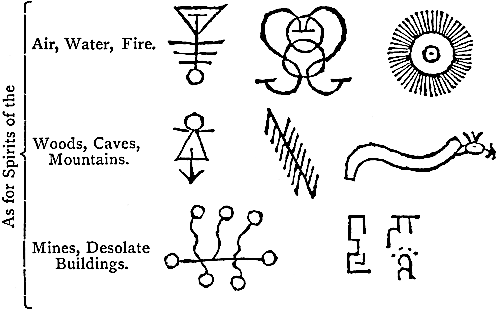 As for Spirits of the
Air, Water, Fire.
Woods, Caves,
Mountains.
Mines, Desolate
Buildings.